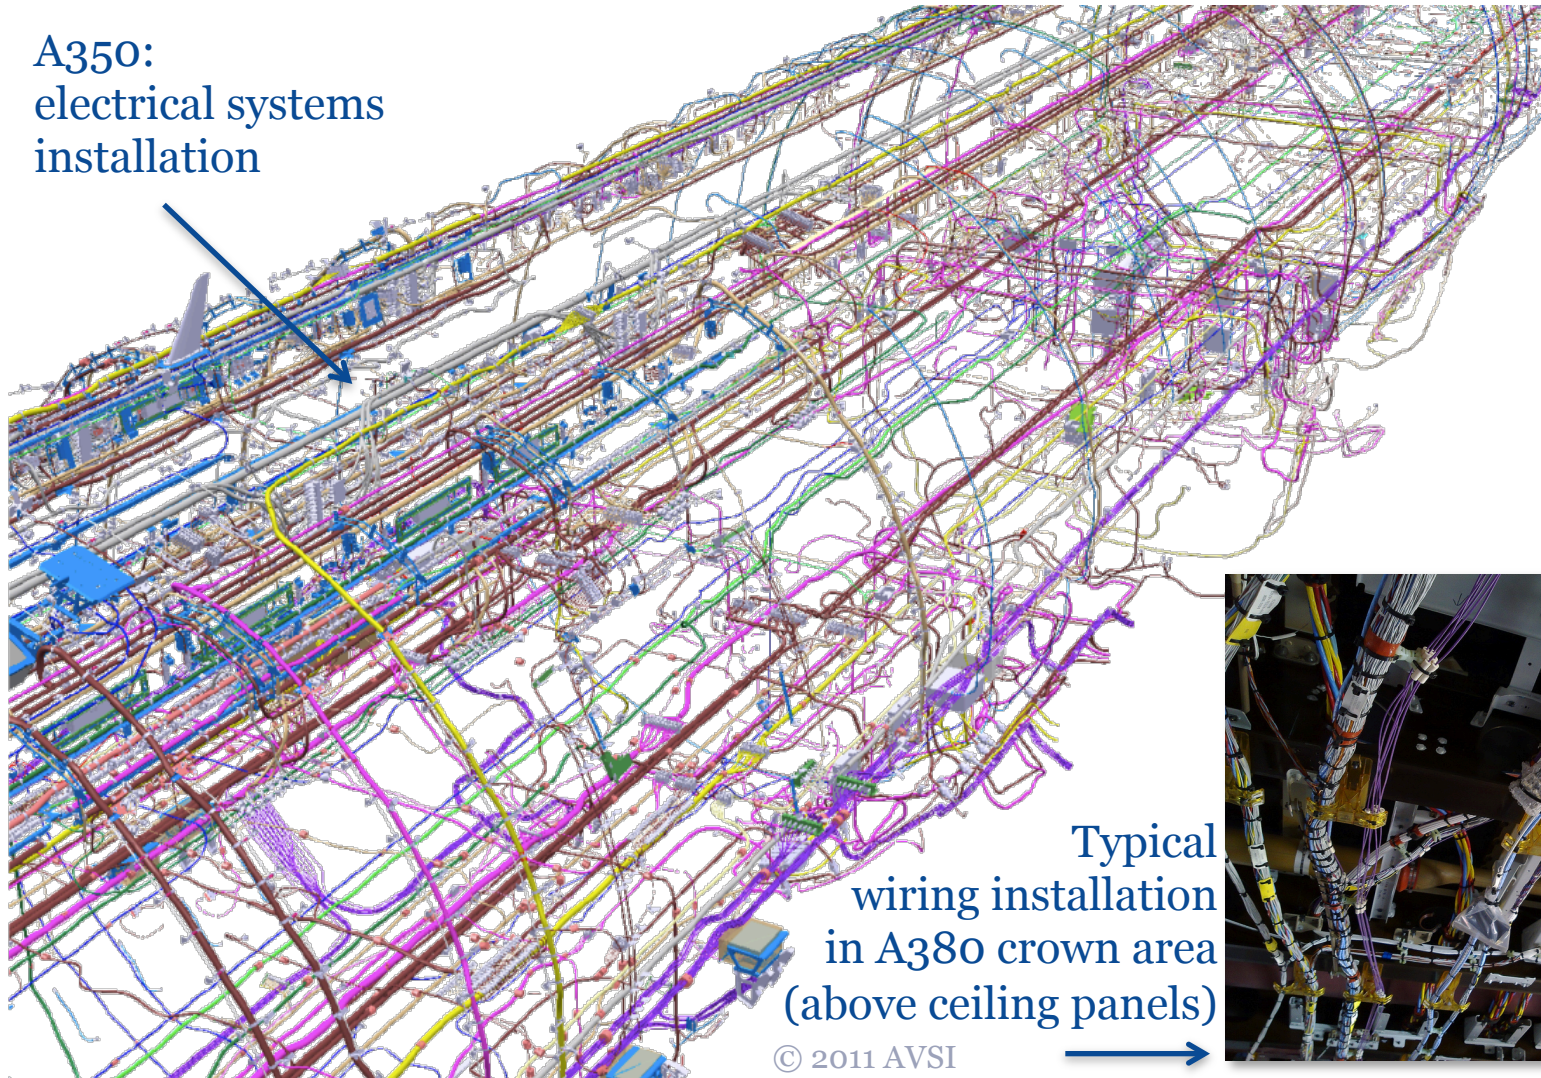 A350:
electrical systems
installation
Typical
wiring installation
in A380 crown area
(above ceiling panels)
© 2011 AVSI